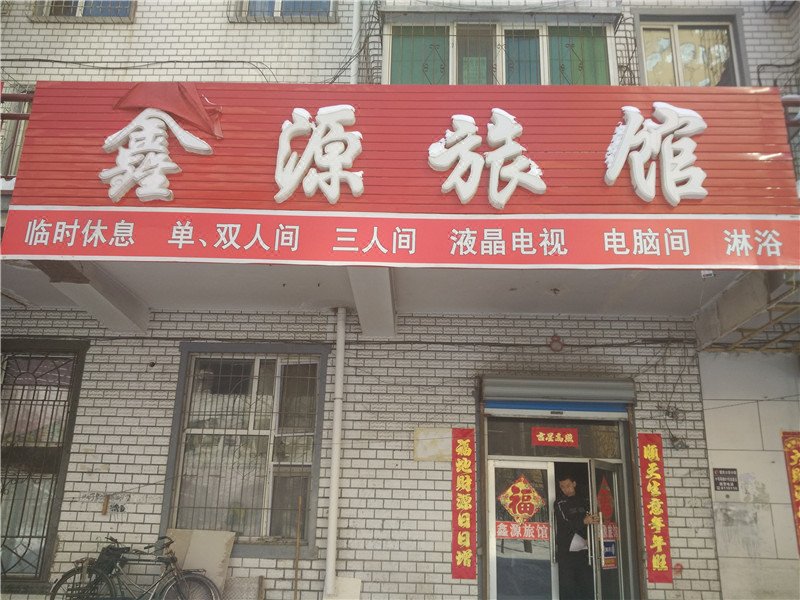 鑫源旅馆
临时休息 单、双人间 三人间 液晶电视 电脑间 淋浴
吉星高照
福地财源日日增
顺天生意年年旺
福
鑫源旅馆